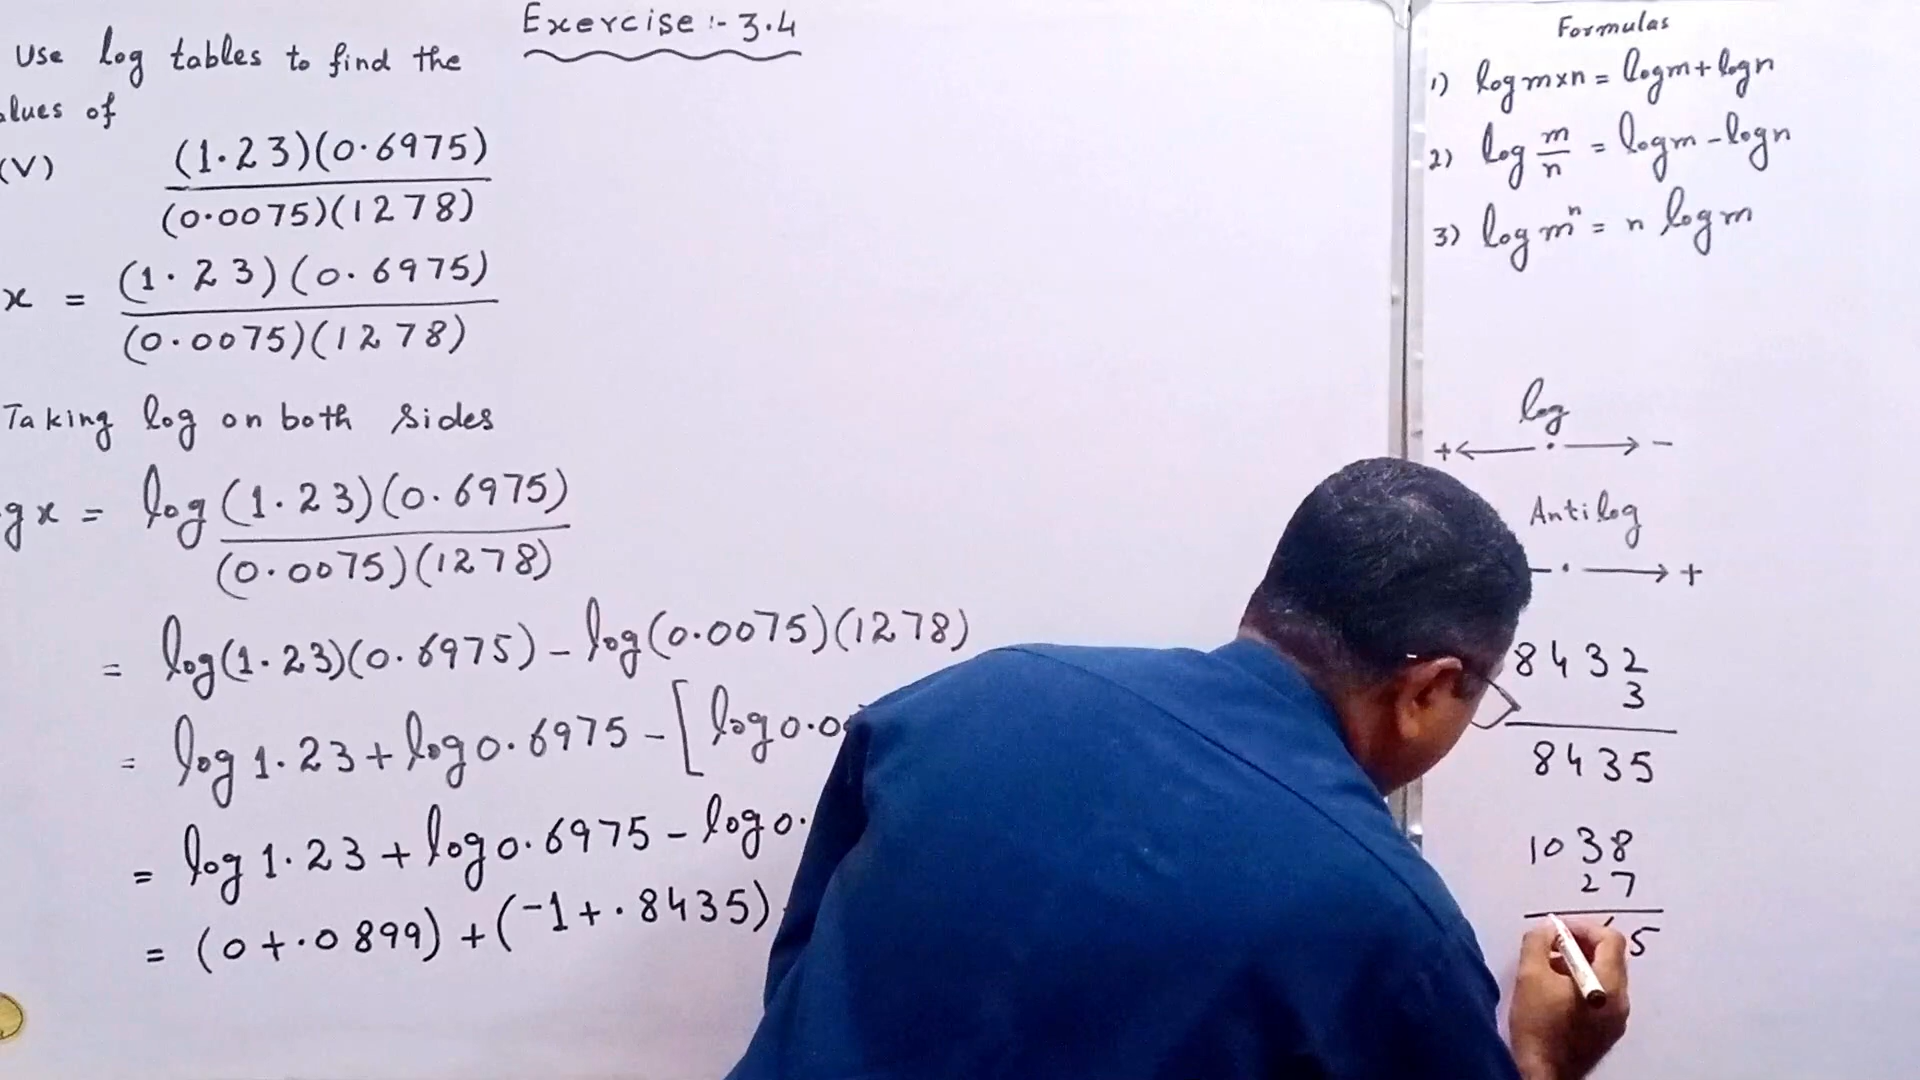 Exercise :- 3.4
Use log tables to find the
alues of
(V) (1.23)(0.6975)
(0.0075)(1278)
x = (1.23)(0.6975)
(0.0075)(1278)
Taking log on both sides
gx = log (1.23)(0.6975)
(0.0075)(1278)
= log(1.23)(0.6975) - log(0.0075)(1278)
= log 1.23 + log 0.6975 - [log 0.0
= log 1.23 + log 0.6975 - log 0.
= (0 + .0899) + (-1 + .8435)
Formulas
1) log m×n = log m + log n
2) log m/n = log m - log n
3) log mⁿ = n log m
log
+ ← . → -
Antilog
- . → +
8432
3
8435
1038
27
5